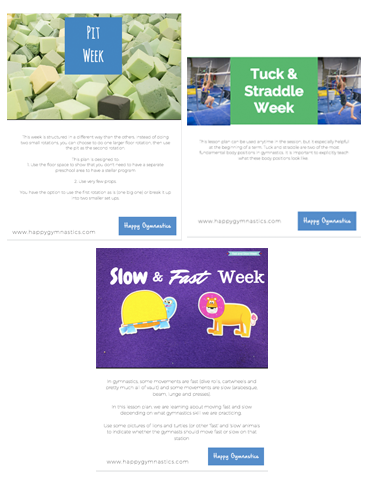 Pit
Week
This week is structured in a different way than the others. Instead of doing
two small rotations, you can choose to do one larger floor rotation, then use
the pit as the second rotation.
This plan is designed to:
1. use the floor space to show that you don't need to have a separate
preschool area to have a stellar program.
2. use very few props
You have the option to use the first rotation as is (one big one) or break it up
into two smaller set ups.
www.happygymnastics.com
Happy Gymnastics
Tuck &
Straddle
Week
This lesson plan can be used anytime in the season, but it is especially helpful
at the beginning of a term. Tuck and straddle are two of the most
fundamental body positions in gymnastics. It is important to explicitly teach
what these body positions look like.
www.happygymnastics.com
Happy Gymnastics
Slow & Fast Week
In gymnastics, some movements are fast (like rolls, cartwheels and
pretty much all of vault) and some movements are slow (arabesque
beam, lunge and presses).
In this lesson plan, we are learning about moving fast and slow
depending on what gymnastics skill we are practicing.
Use some pictures of lions and turtles (or other fast and slow animals)
to indicate whether the gymnasts should move fast or slow on that
station.
www.happygymnastics.com
Happy Gymnastics